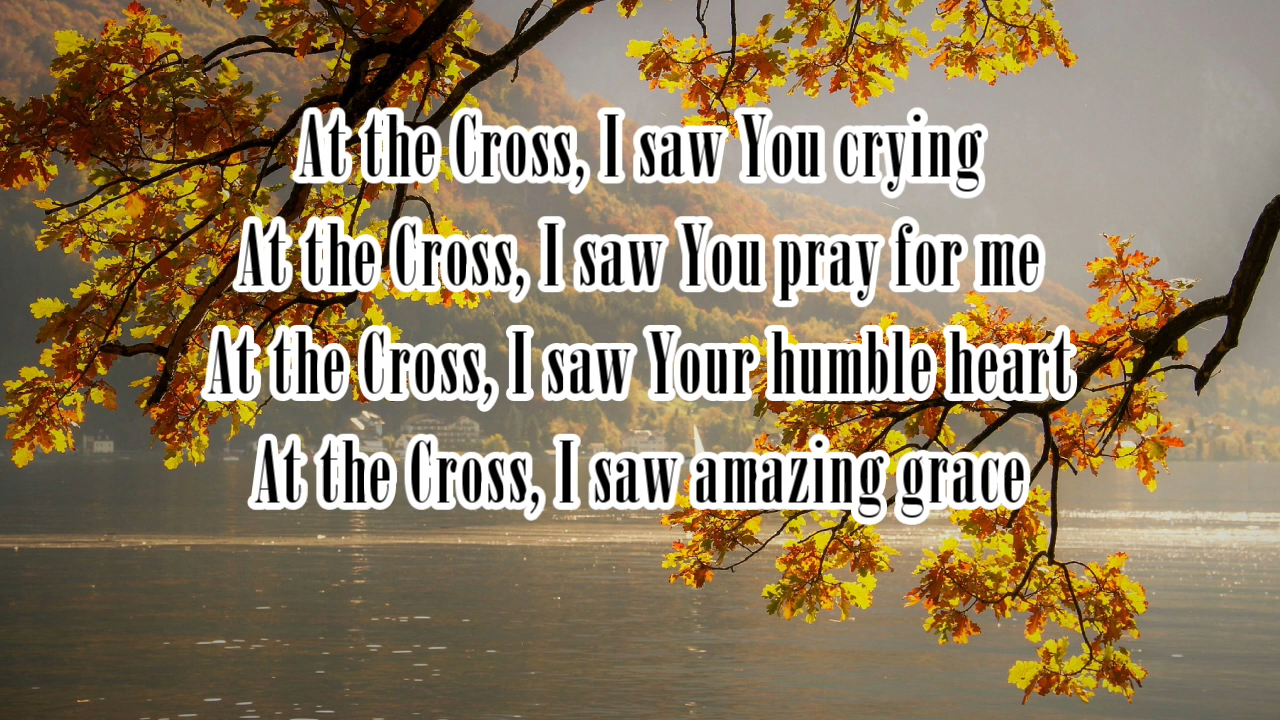 At the Cross, I saw You crying
At the Cross, I saw You pray for me
At the Cross, I saw Your humble heart
At the Cross, I saw amazing grace